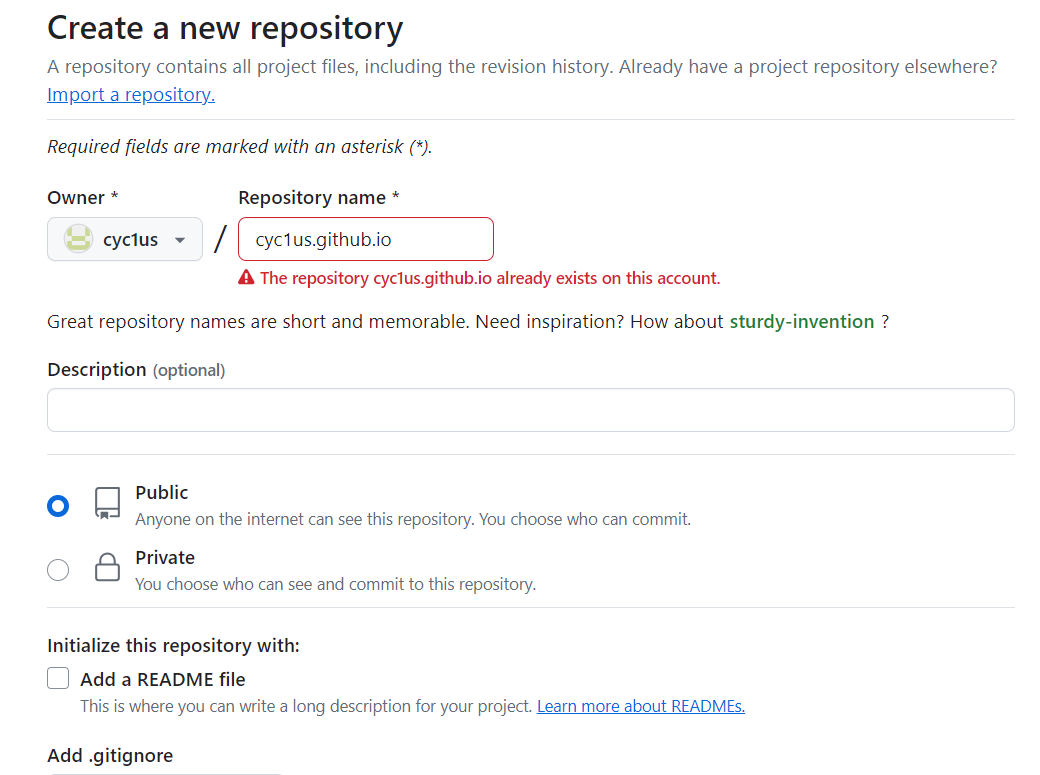 Create a new repository
A repository contains all project files, including the revision history. Already have a project repository elsewhere?
Import a repository.
Required fields are marked with an asterisk (*).
Owner * Repository name *
cyc1us / cyc1us.github.io
The repository cyc1us.github.io already exists on this account.
Great repository names are short and memorable. Need inspiration? How about sturdy-invention ?
Description (optional)
Public
Anyone on the internet can see this repository. You choose who can commit.
Private
You choose who can see and commit to this repository.
Initialize this repository with:
Add a README file
This is where you can write a long description for your project. Learn more about READMEs.
Add .gitignore